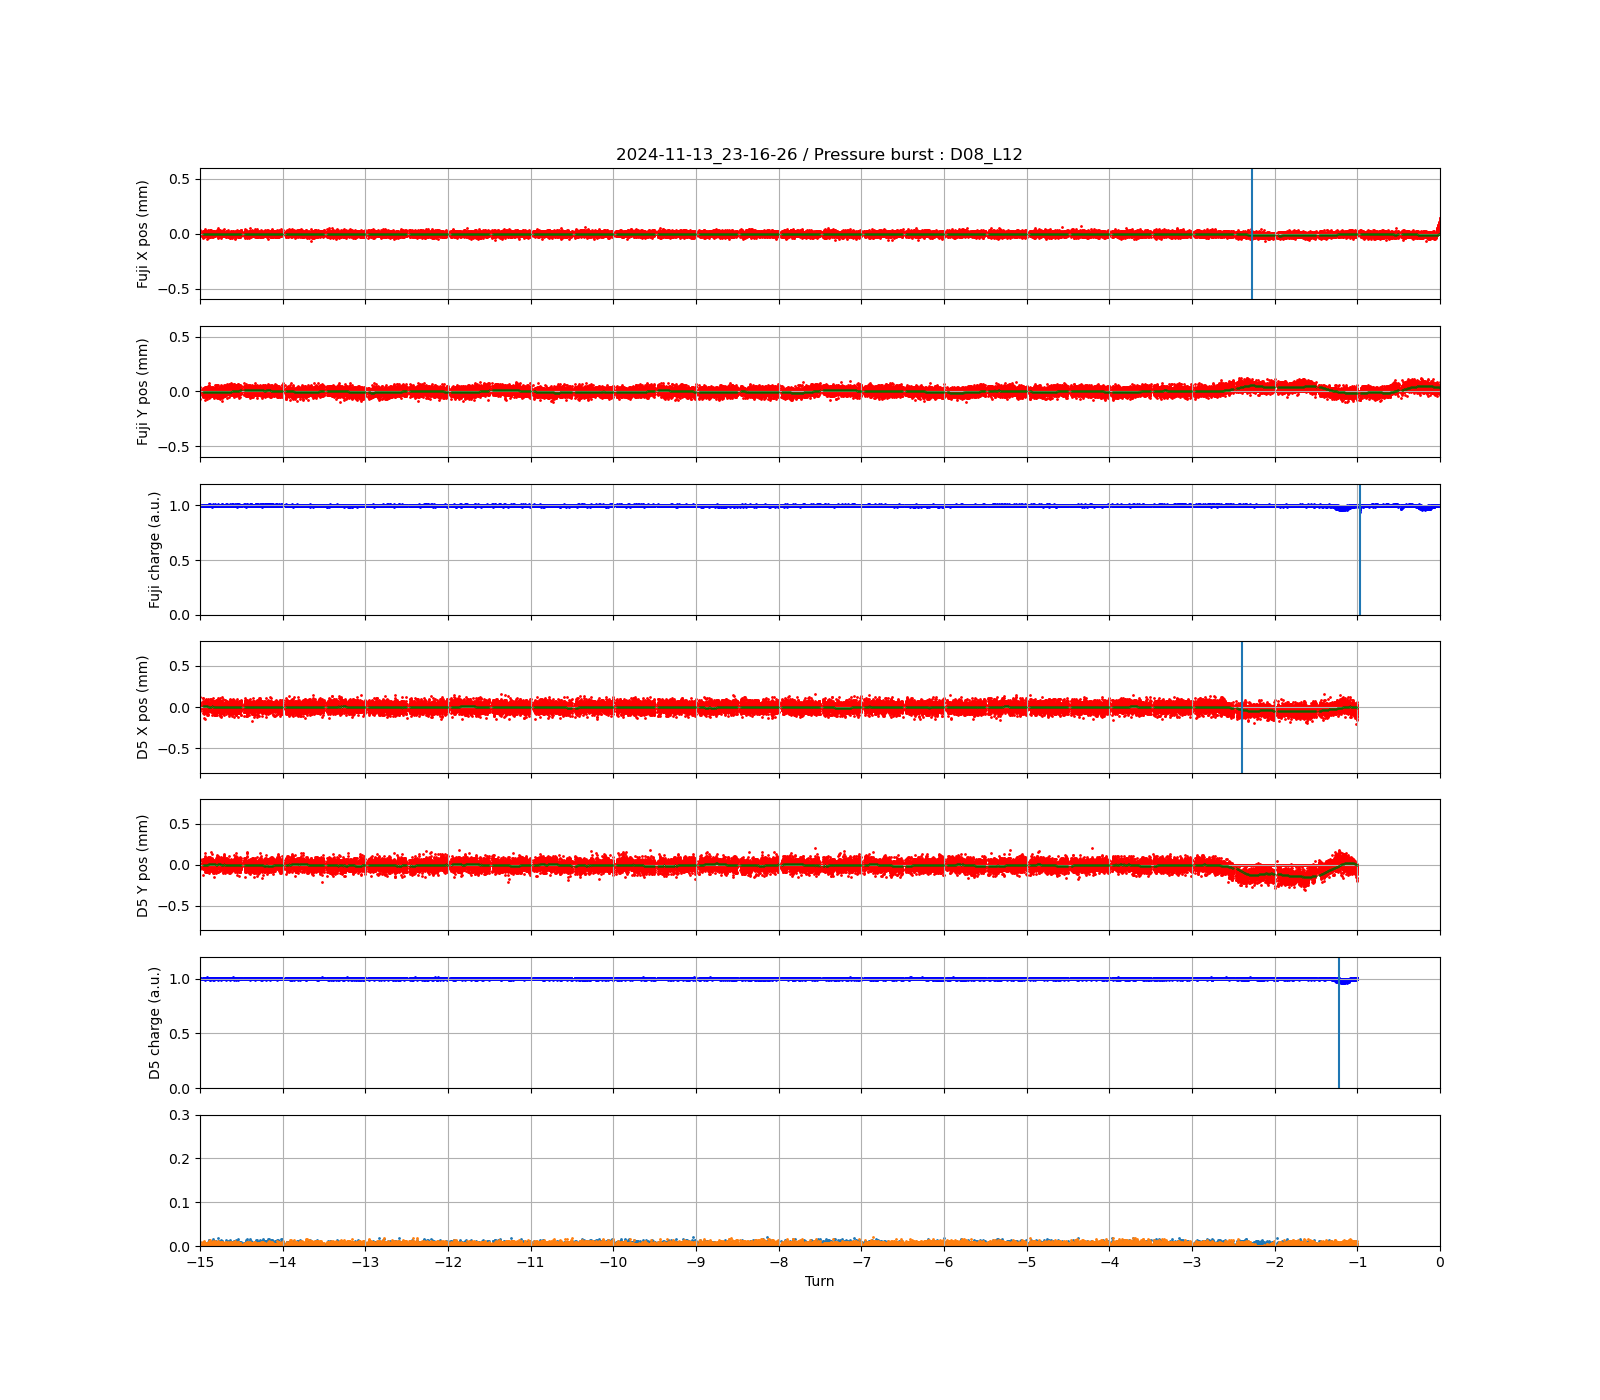 2024-11-13_23-16-26 / Pressure burst : D08_L12
Fuji X pos (mm)
0.5
0.0
−0.5
Fuji Y pos (mm)
0.5
0.0
−0.5
Fuji charge (a.u.)
1.0
0.5
0.0
D5 X pos (mm)
0.5
0.0
−0.5
D5 Y pos (mm)
0.5
0.0
−0.5
D5 charge (a.u.)
1.0
0.5
0.0
0.3
0.2
0.1
0.0
−15 −14 −13 −12 −11 −10 −9 −8 −7 −6 −5 −4 −3 −2 −1 0
Turn